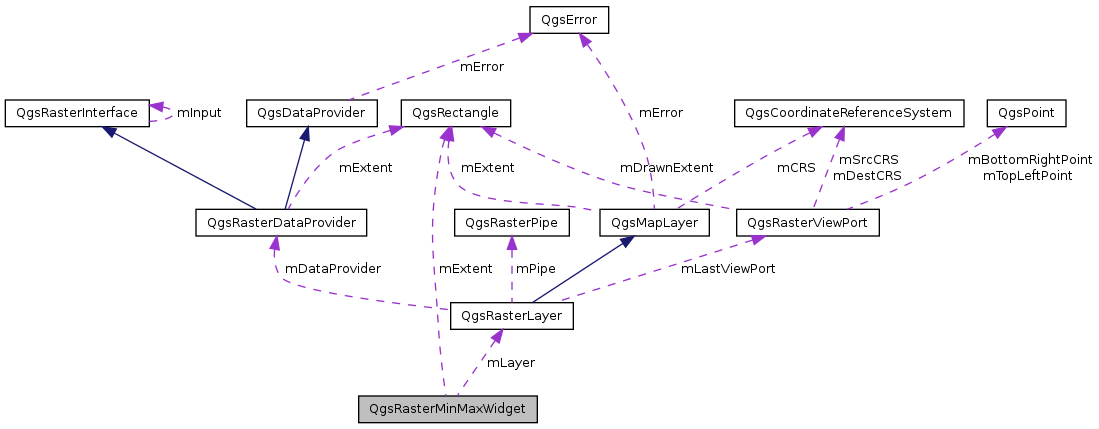 QgsError
mError
QgsRasterInterface
mInput
QgsDataProvider
QgsRectangle
mError
QgsCoordinateReferenceSystem
QgsPoint
mExtent
mExtent
mDrawnExtent
mCRS
mSrcCRS
mDestCRS
mBottomRightPoint
mTopLeftPoint
QgsRasterDataProvider
QgsRasterPipe
QgsMapLayer
QgsRasterViewPort
mDataProvider
mExtent
mPipe
mLastViewPort
QgsRasterLayer
mLayer
QgsRasterMinMaxWidget